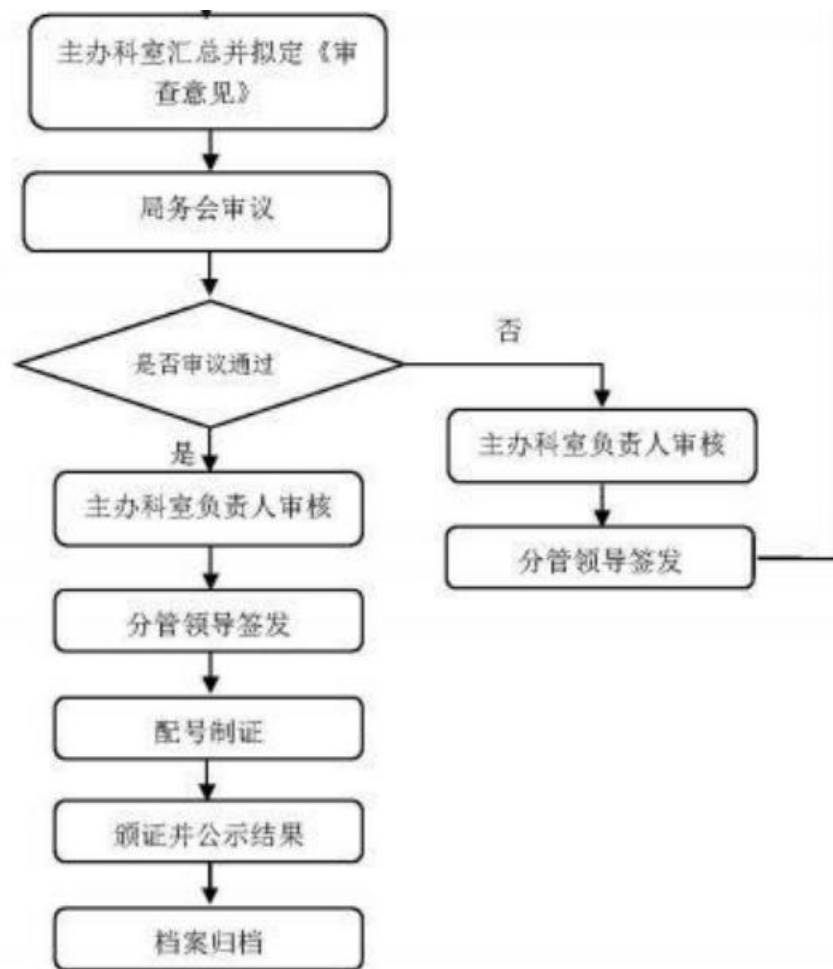 主办科室汇总并拟定《审
查意见》
局务会审议
是否审议通过
否
是
主办科室负责人审核
主办科室负责人审核
分管领导签发
分管领导签发
配号制证
颁证并公示结果
档案归档